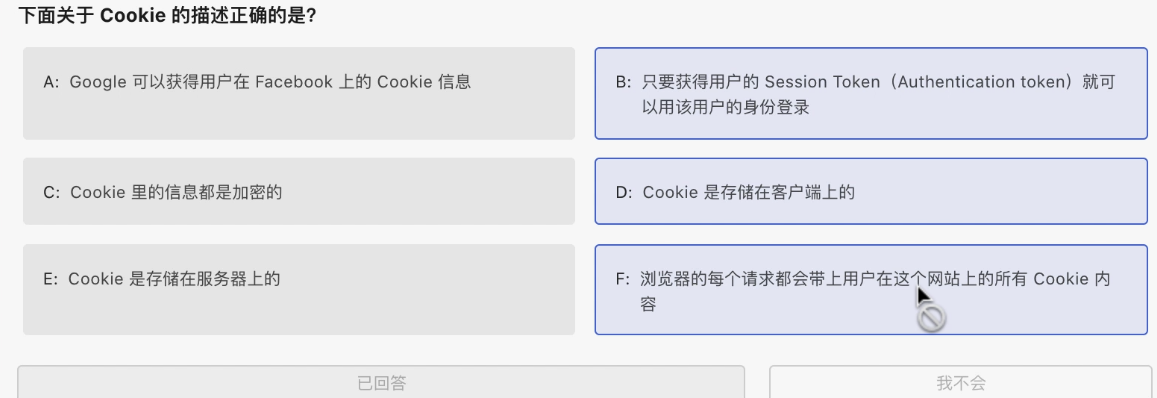 下面关于 Cookie 的描述正确的是?
A: Google 可以获得用户在 Facebook 上的 Cookie 信息
B: 只要获得用户的 Session Token（Authentication token）就可
以用该用户的身份登录
C: Cookie 里的信息都是加密的
D: Cookie 是存储在客户端上的
E: Cookie 是存储在服务器上的
F: 浏览器的每个请求都会带上用户在这个网站上的所有 Cookie 内
容
已回答
我不会